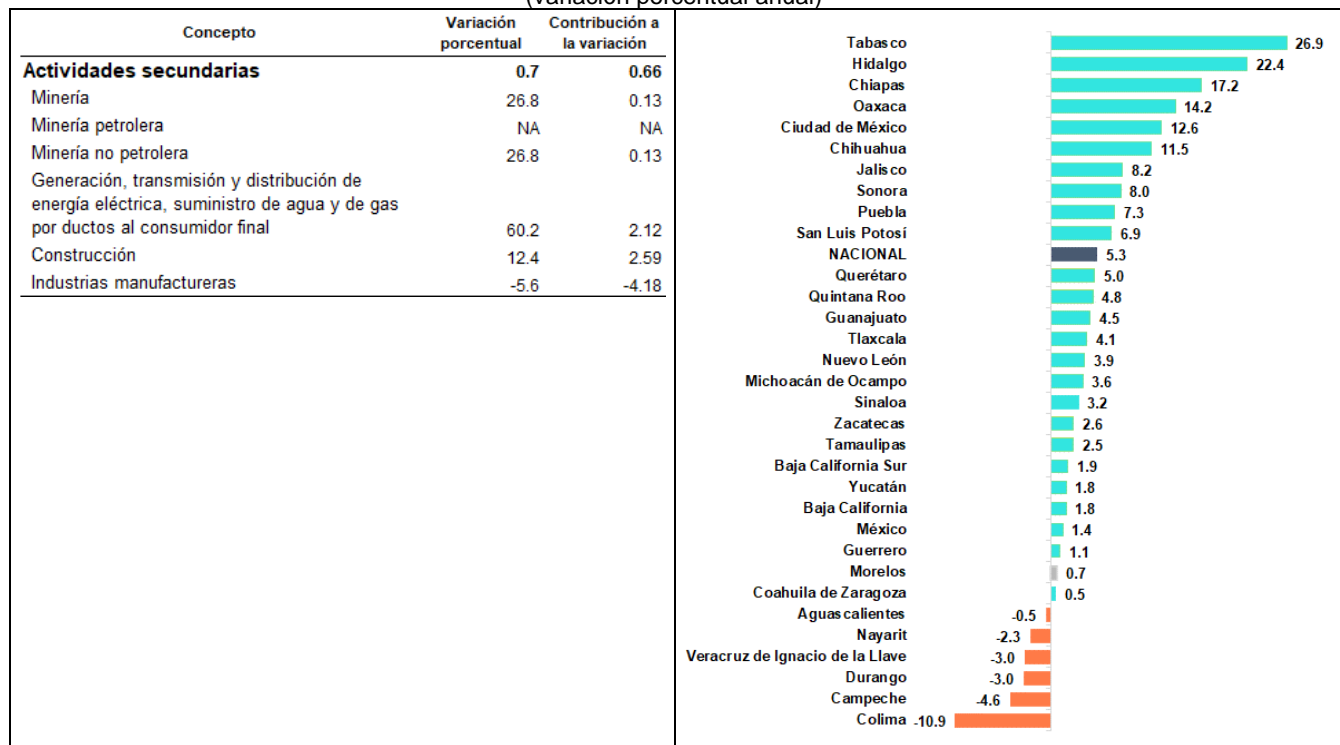 (variación porcentual anual)
Concepto
Variación porcentual
Contribución a la variación
Actividades secundarias 0.7 0.66
Minería 26.8 0.13
Minería petrolera NA NA
Minería no petrolera 26.8 0.13
Generación, transmisión y distribución de
energía eléctrica, suministro de agua y de gas
por ductos al consumidor final 60.2 2.12
Construcción 12.4 2.59
Industrias manufactureras -5.6 -4.18
Tabasco 26.9
Hidalgo 22.4
Chiapas 17.2
Oaxaca 14.2
Ciudad de México 12.6
Chihuahua 11.5
Jalisco 8.2
Sonora 8.0
Puebla 7.3
San Luis Potosí 6.9
NACIONAL 5.3
Querétaro 5.0
Quintana Roo 4.8
Guanajuato 4.5
Tlaxcala 4.1
Nuevo León 3.9
Michoacán de Ocampo 3.6
Sinaloa 3.2
Zacatecas 2.6
Tamaulipas 2.5
Baja California Sur 1.9
Yucatán 1.8
Baja California 1.8
México 1.4
Guerrero 1.1
Morelos 0.7
Coahuila de Zaragoza 0.5
Aguascalientes -0.5
Nayarit -2.3
Veracruz de Ignacio de la Llave -3.0
Durango -3.0
Campeche -4.6
Colima -10.9